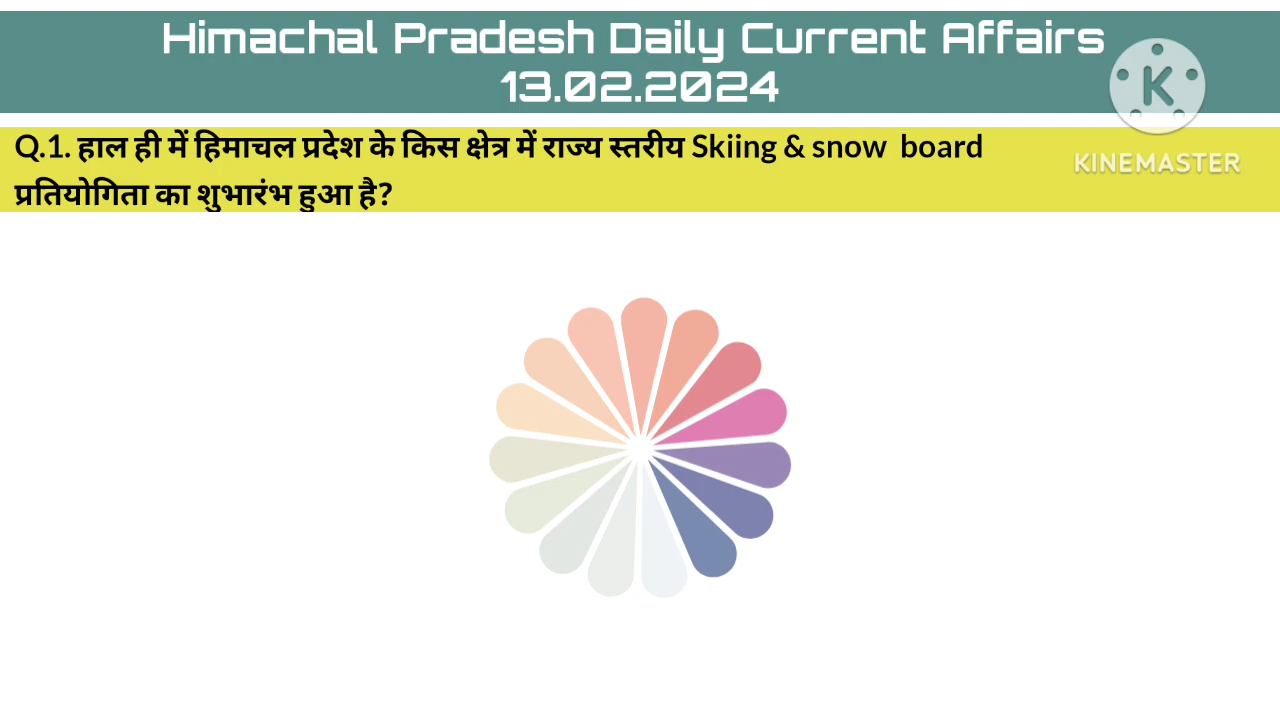 Himachal Pradesh Daily Current Affairs
13.02.2024
K
KINEMASTER
Q.1. हाल ही में हिमाचल प्रदेश के किस क्षेत्र में राज्य स्तरीय Skiing & snow board
प्रतियोगिता का शुभारंभ हुआ है?